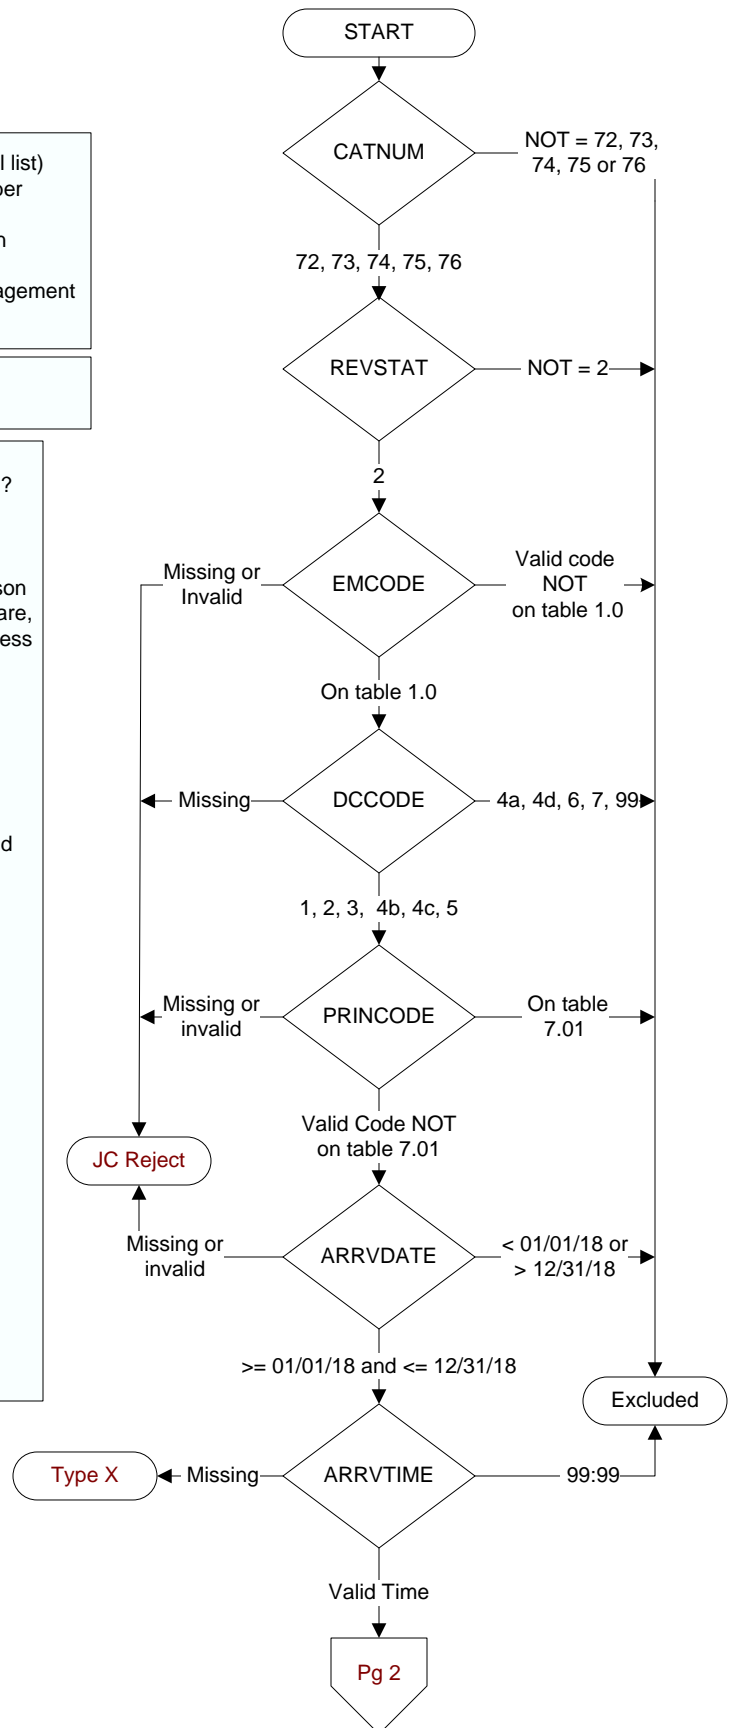 START
CATNUM
NOT = 72, 73,
74, 75 or 76
72, 73, 74, 75, 76
REVSTAT
NOT = 2
2
EMCODE
Missing or
Invalid
Valid code
NOT
on table 1.0
On table 1.0
DCCODE
Missing
4a, 4d, 6, 7, 99
1, 2, 3, 4b, 4c, 5
PRINCODE
Missing or
invalid
On table
7.01
Valid Code NOT
on table 7.01
JC Reject
ARRVDATE
Missing or
invalid
< 01/01/18 or
> 12/31/18
>= 01/01/18 and <= 12/31/18
Excluded
ARRVTIME
Missing
Type X
99:99
Valid Time
Pg 2
list)
?